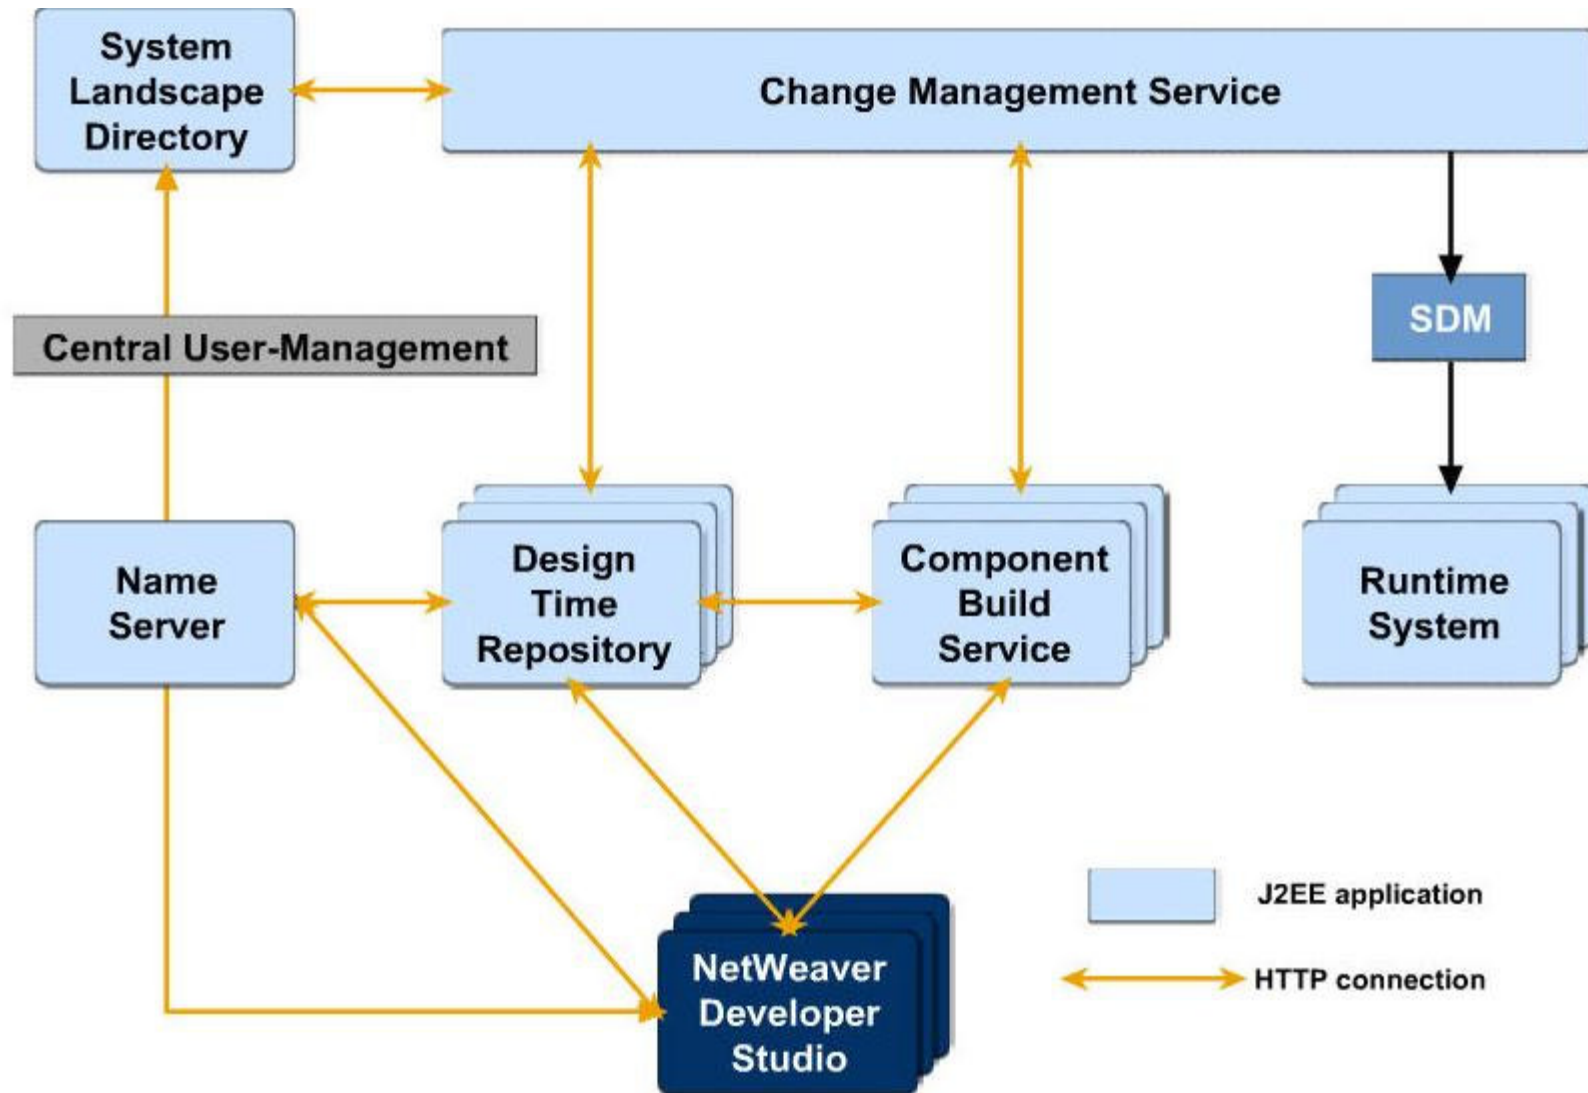 System
Landscape
Directory
Change Management Service
Central User-Management
SDM
Name
Server
Design
Time
Repository
Component
Build
Service
Runtime
System
NetWeaver
Developer
Studio
J2EE application
HTTP connection